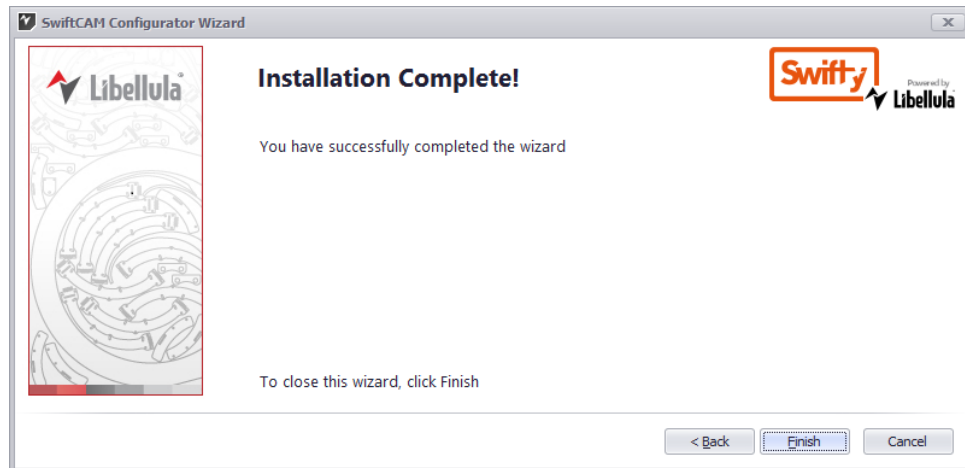 SwiftCAM Configurator Wizard
Libellula
Installation Complete!
Swifty
Powered by
Libellula
You have successfully completed the wizard
To close this wizard, click Finish
< Back
Finish
Cancel